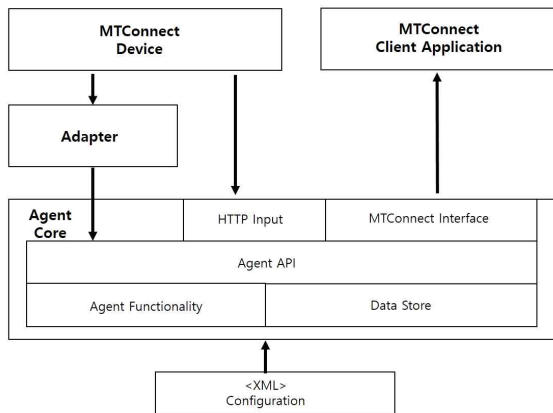 MTConnect
Device
MTConnect
Client Application
Adapter
Agent
Core
HTTP Input
MTConnect Interface
Agent API
Agent Functionality
Data Store
<XML>
Configuration